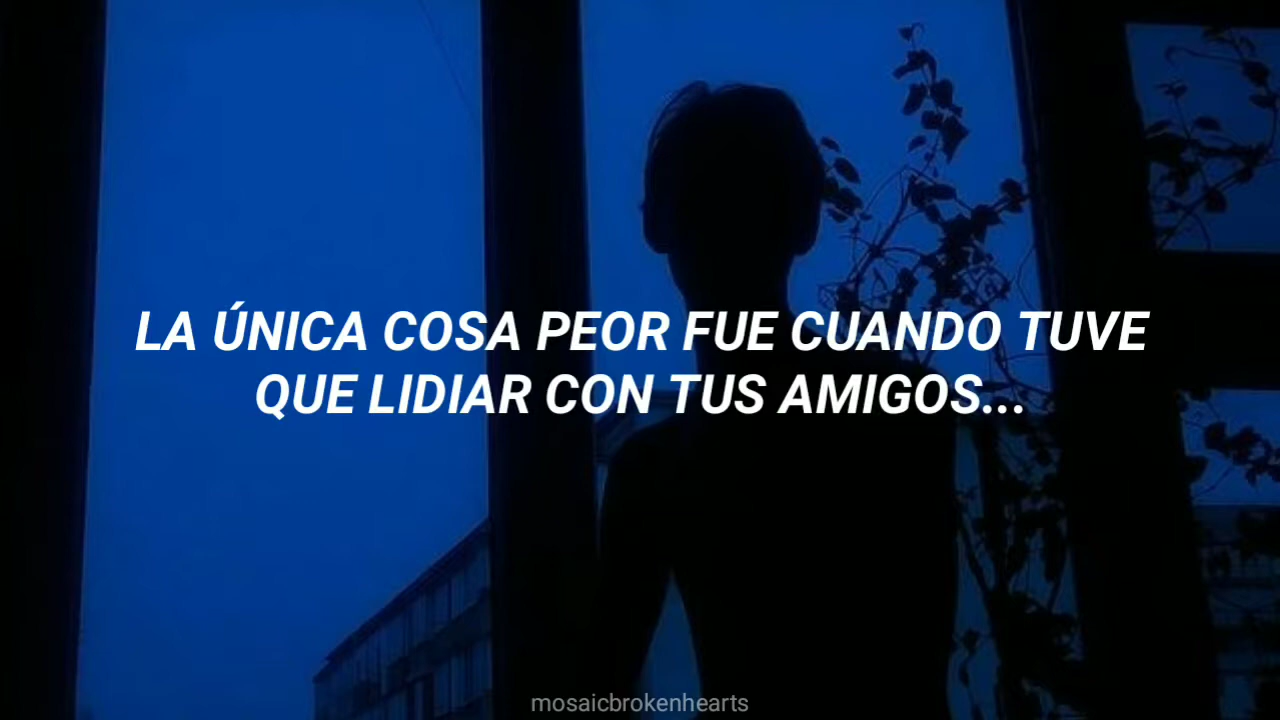 LA ÚNICA COSA PEOR FUE CUANDO TUVE
QUE LIDIAR CON TUS AMIGOS...
mosaicbrokenhearts